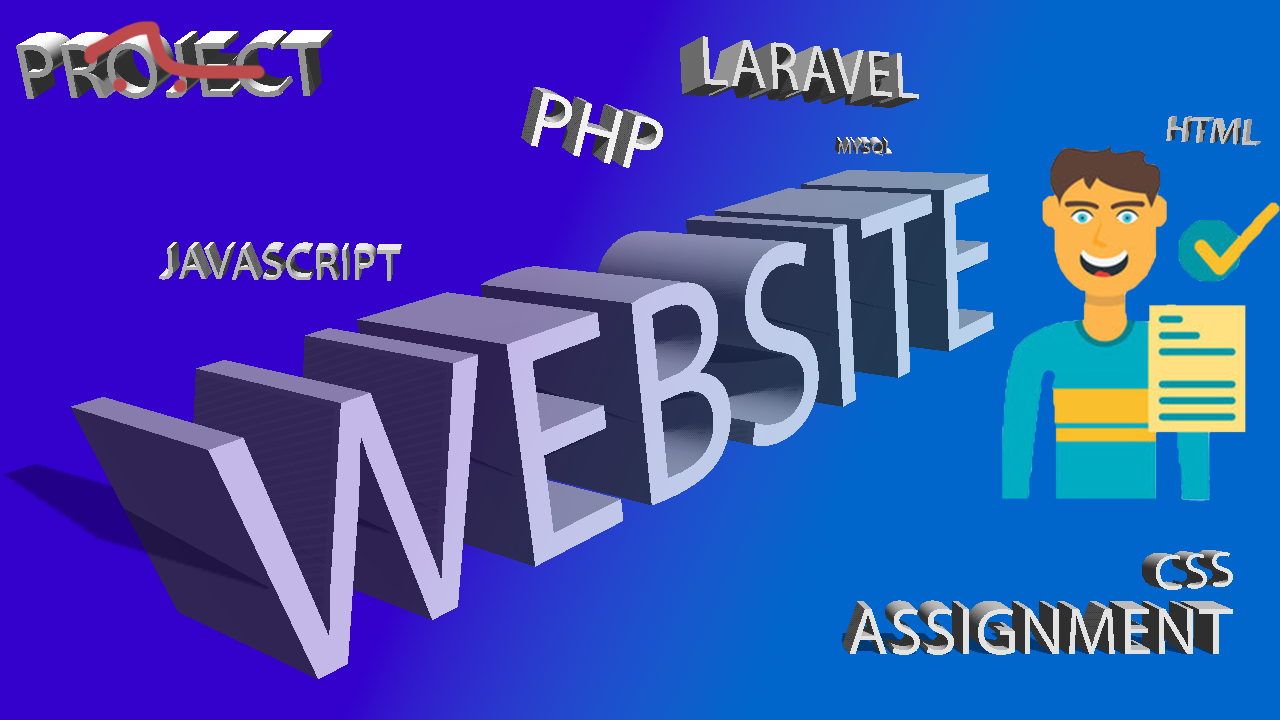 PROJECT
LARAVEL
PHP
HTML
MYSQL
JAVASCRIPT
WEBSITE
CSS
ASSIGNMENT